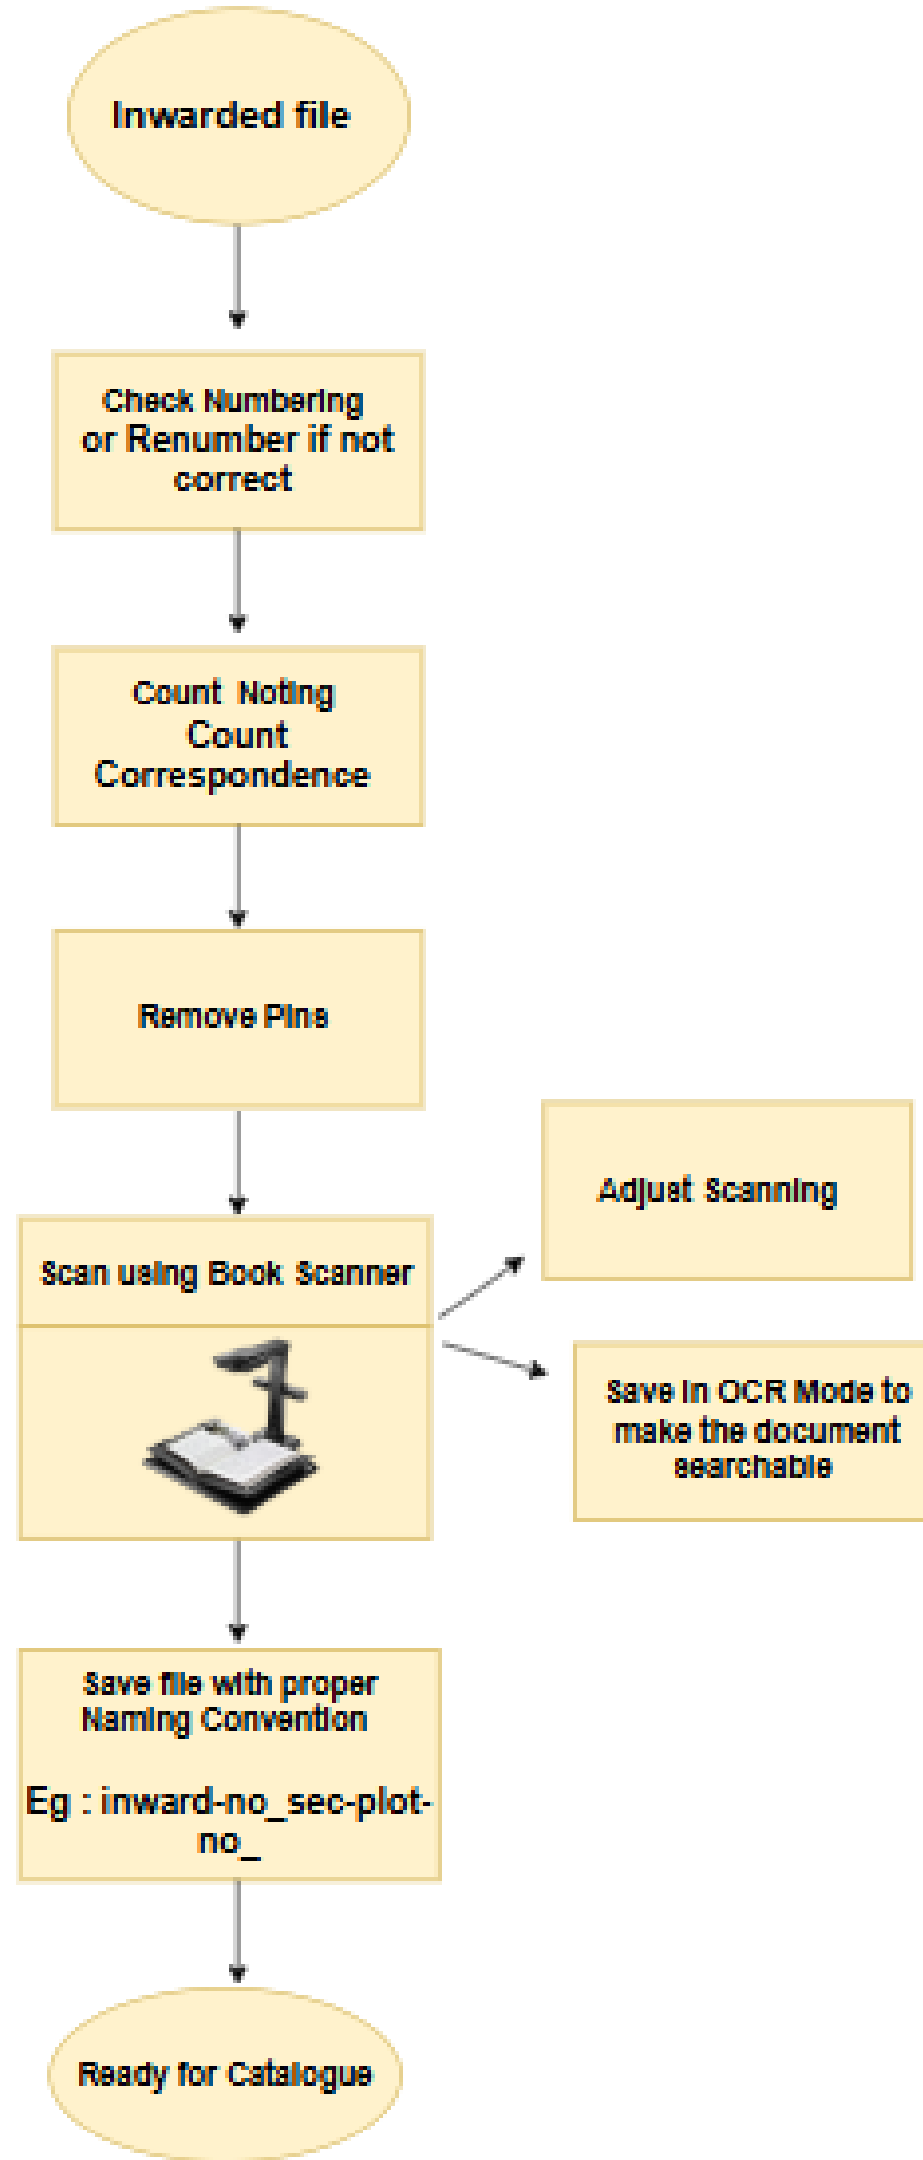 Inwarded file
Check Numbering
or Renumber if not
correct
Count Noting
Count
Correspondence
Remove Pins
Scan using Book Scanner
Adjust Scanning
Save in OCR Mode to
make the document
searchable
Save file with proper
Naming Convention
Eg : inward-no_sec-plot-
no_
Ready for Catalogue